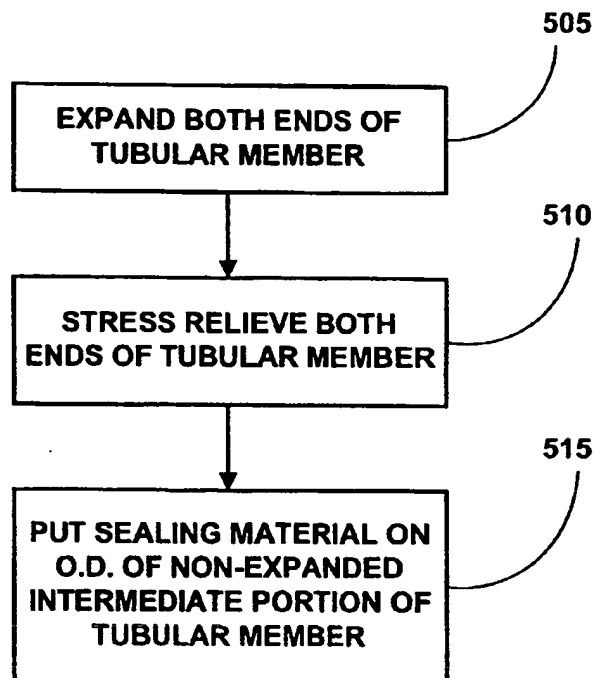 505
EXPAND BOTH ENDS OF
TUBULAR MEMBER
510
STRESS RELIEVE BOTH
ENDS OF TUBULAR MEMBER
515
PUT SEALING MATERIAL ON
O.D. OF NON-EXPANDED
INTERMEDIATE PORTION OF
TUBULAR MEMBER